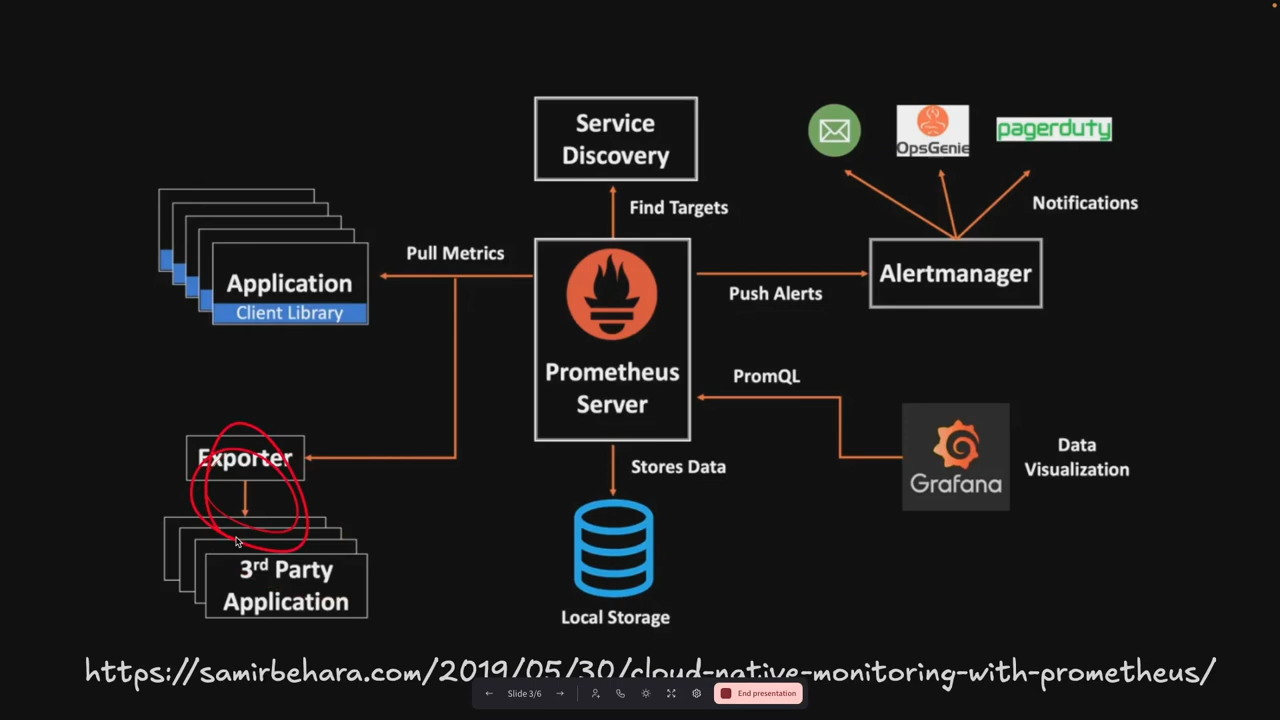 Service
Discovery
OpsGenie
pagerduty
Find Targets
Notifications
Pull Metrics
Application
Client Library
Push Alerts
Alertmanager
Prometheus
Server
PromQL
Exporter
Stores Data
Grafana
Data
Visualization
3rd Party
Application
Local Storage
https://samirbehara.com/2019/05/30/cloud-native-monitoring-with-prometheus/
Slide 3/6
End presentation